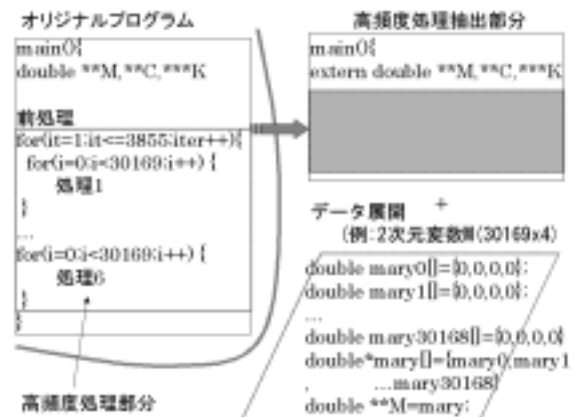 オリジナルプログラム
main(){
double **M,**C,***K
前処理
for(it=1;it<=3855;iter++){
for(i=0;i<30169;i++) {
処理1
}
...
for(i=0;i<30169;i++) {
処理6
}
}
高頻度処理部分
高頻度処理抽出部分
main(){
extern double **M,**C,***K
データ展開
(例:2次元変数M(30169x4)
double mary0[]={0,0,0,0};
double mary1[]={0,0,0,0};
...
double mary30168[]={0,0,0,0}
double*mary[]={mary0,mary1
, ...mary30168}
double **M=mary;